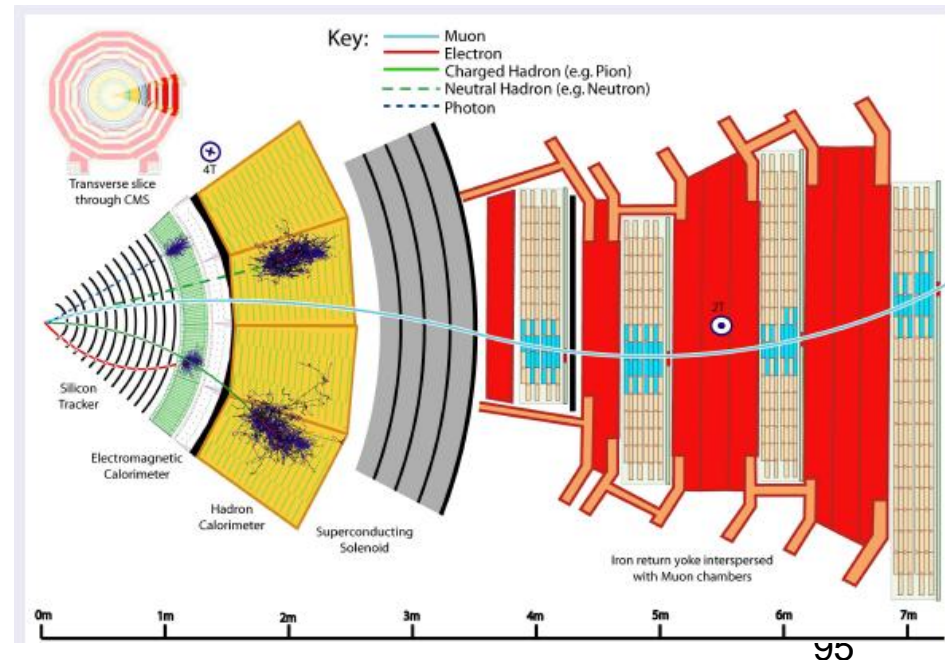 Key:
Muon
Electron
Charged Hadron (e.g. Pion)
Neutral Hadron (e.g. Neutron)
Photon
Transverse slice
through CMS
4T
2T
Silicon
Tracker
Electromagnetic
Calorimeter
Hadron
Calorimeter
Superconducting
Solenoid
Iron return yoke interspersed
with Muon chambers
0m 1m 2m 3m 4m 5m 6m 7m
95